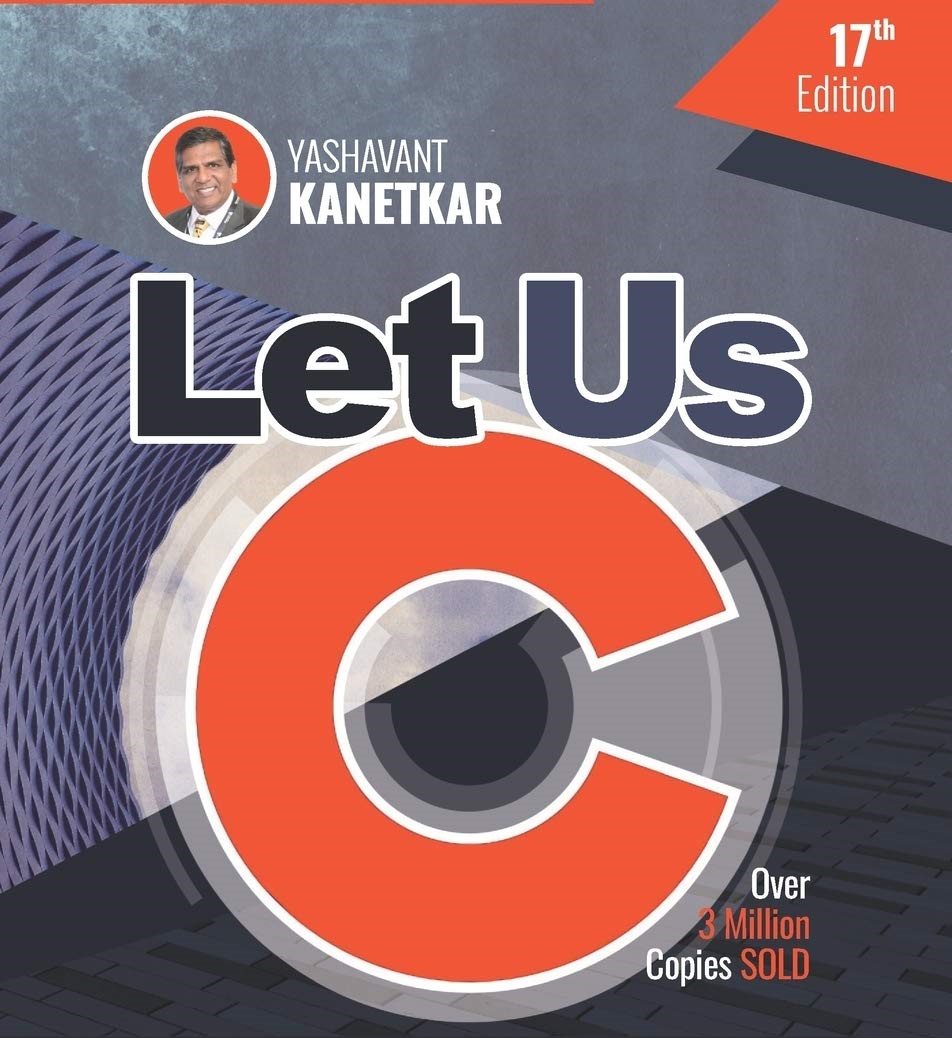 17th
Edition
YASHAVANT
KANETKAR
Let Us
C
Over
3 Million
Copies SOLD